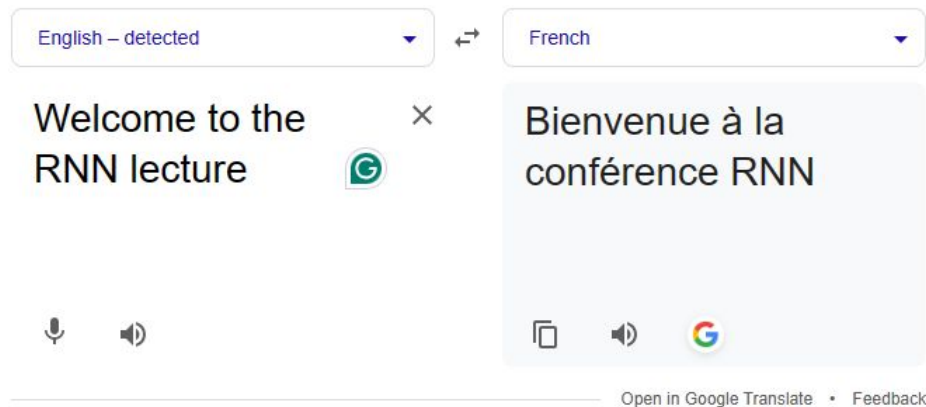 English – detected
French
Welcome to the
RNN lecture
Bienvenue à la
conférence RNN
Open in Google Translate • Feedback